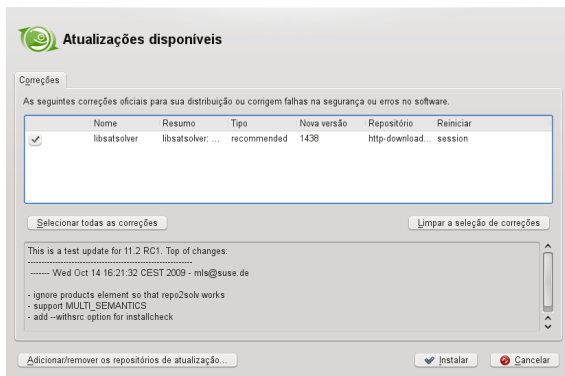 Atualizações disponíveis
Correções
As seguintes correções oficiais para sua distribuição ou corrigem falhas na segurança ou erros no software.
Nome Resumo Tipo Nova versão Repositório Reiniciar
libsatsolver libsatsolver: ... recommended 1438 http-download... session
Selecionar todas as correções Limpar a seleção de correções
This is a test update for 11.2 RC1. Top of changes:
-------------------------------------------------------
------- Wed Oct 14 16:21:32 CEST 2009 - mls@suse.de
- ignore products element so that repo2solv works
- support MULTI_SEMANTICS
- add --withsrc option for installcheck
Adicionar/remover os repositórios de atualização... Instalar Cancelar